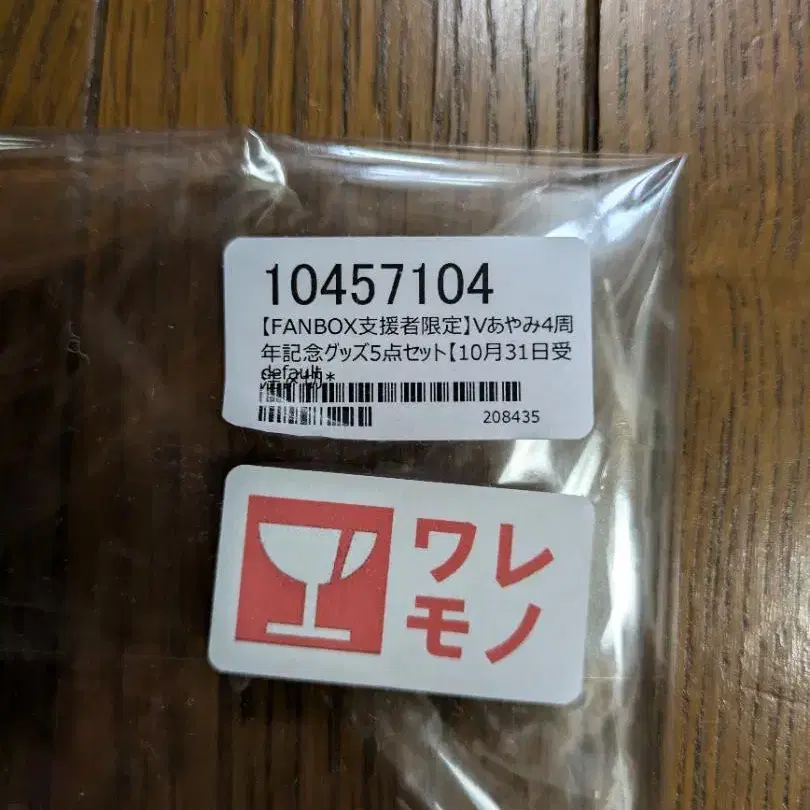 10457104
【FANBOX支援者限定】Vあやみ4周
年記念グッズ5点セット【10月31日受
default
208435
ワレ
モノ